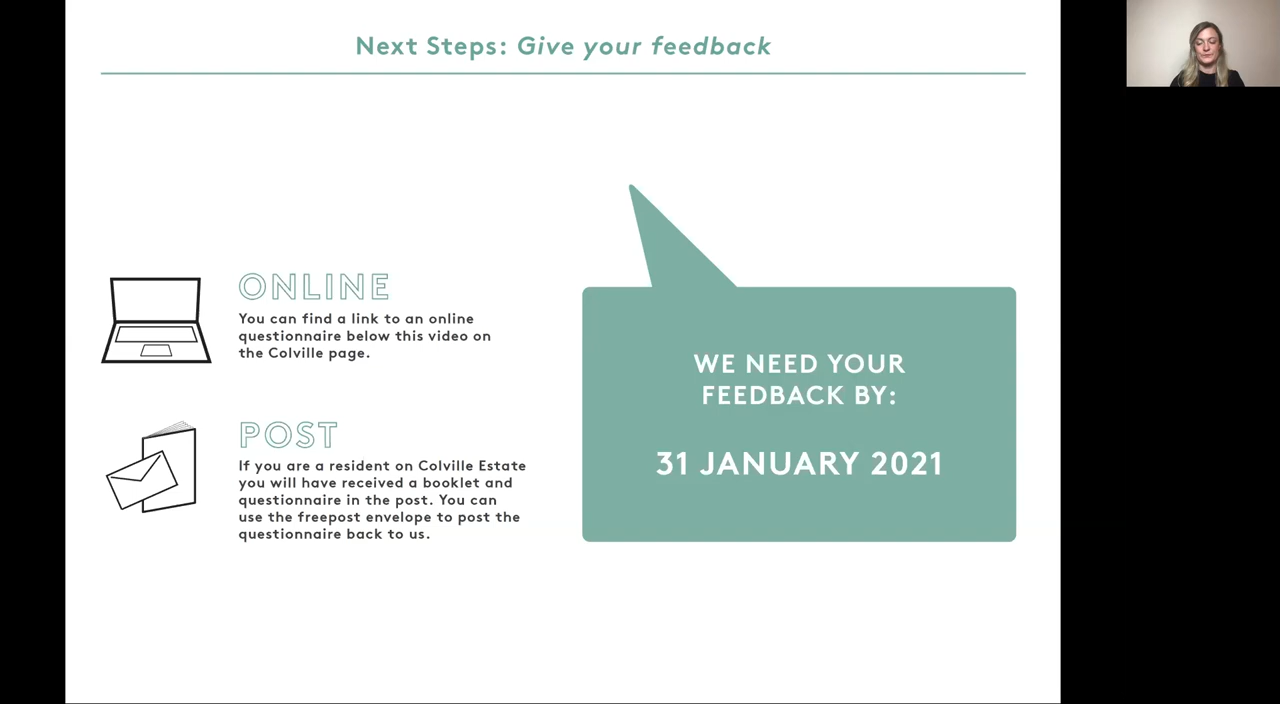 Next Steps: Give your feedback
ONLINE
You can find a link to an online
questionnaire below this video on
the Colville page.
POST
If you are a resident on Colville Estate
you will have received a booklet and
questionnaire in the post. You can
use the freepost envelope to post the
questionnaire back to us.
WE NEED YOUR
FEEDBACK BY:
31 JANUARY 2021